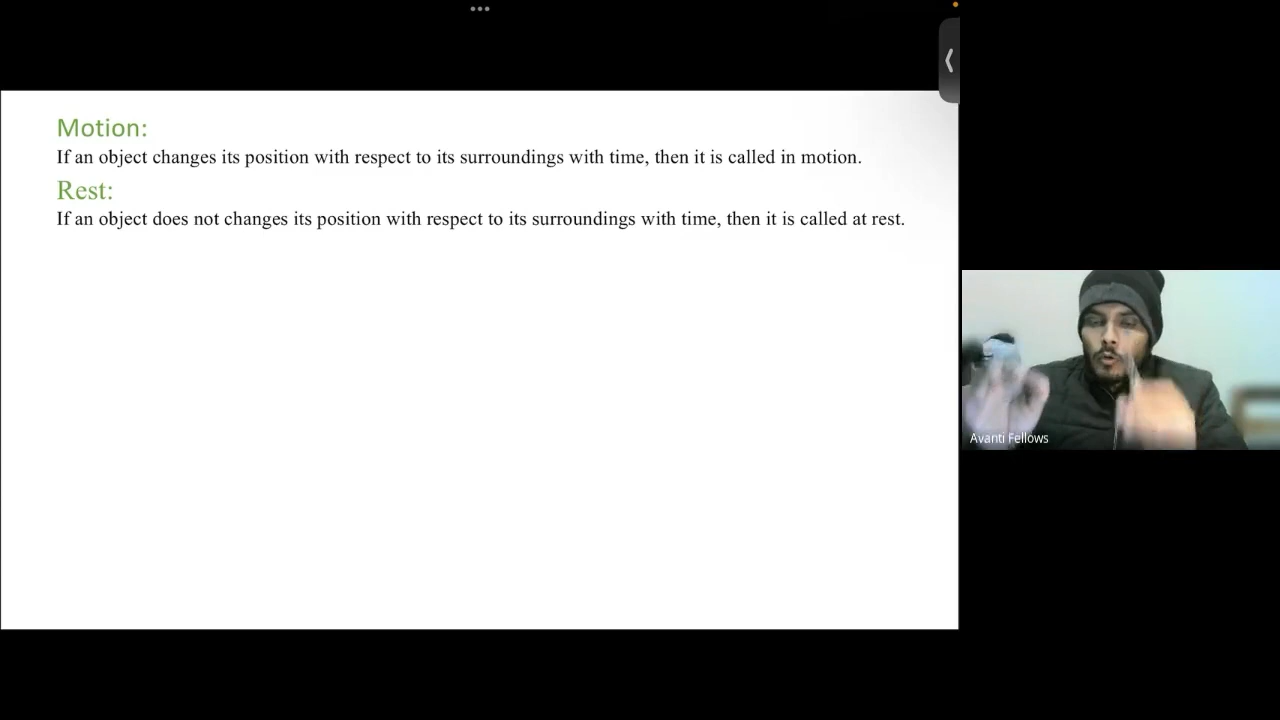 Motion:
If an object changes its position with respect to its surroundings with time, then it is called in motion.
Rest:
If an object does not changes its position with respect to its surroundings with time, then it is called at rest.
Avanti Fellows